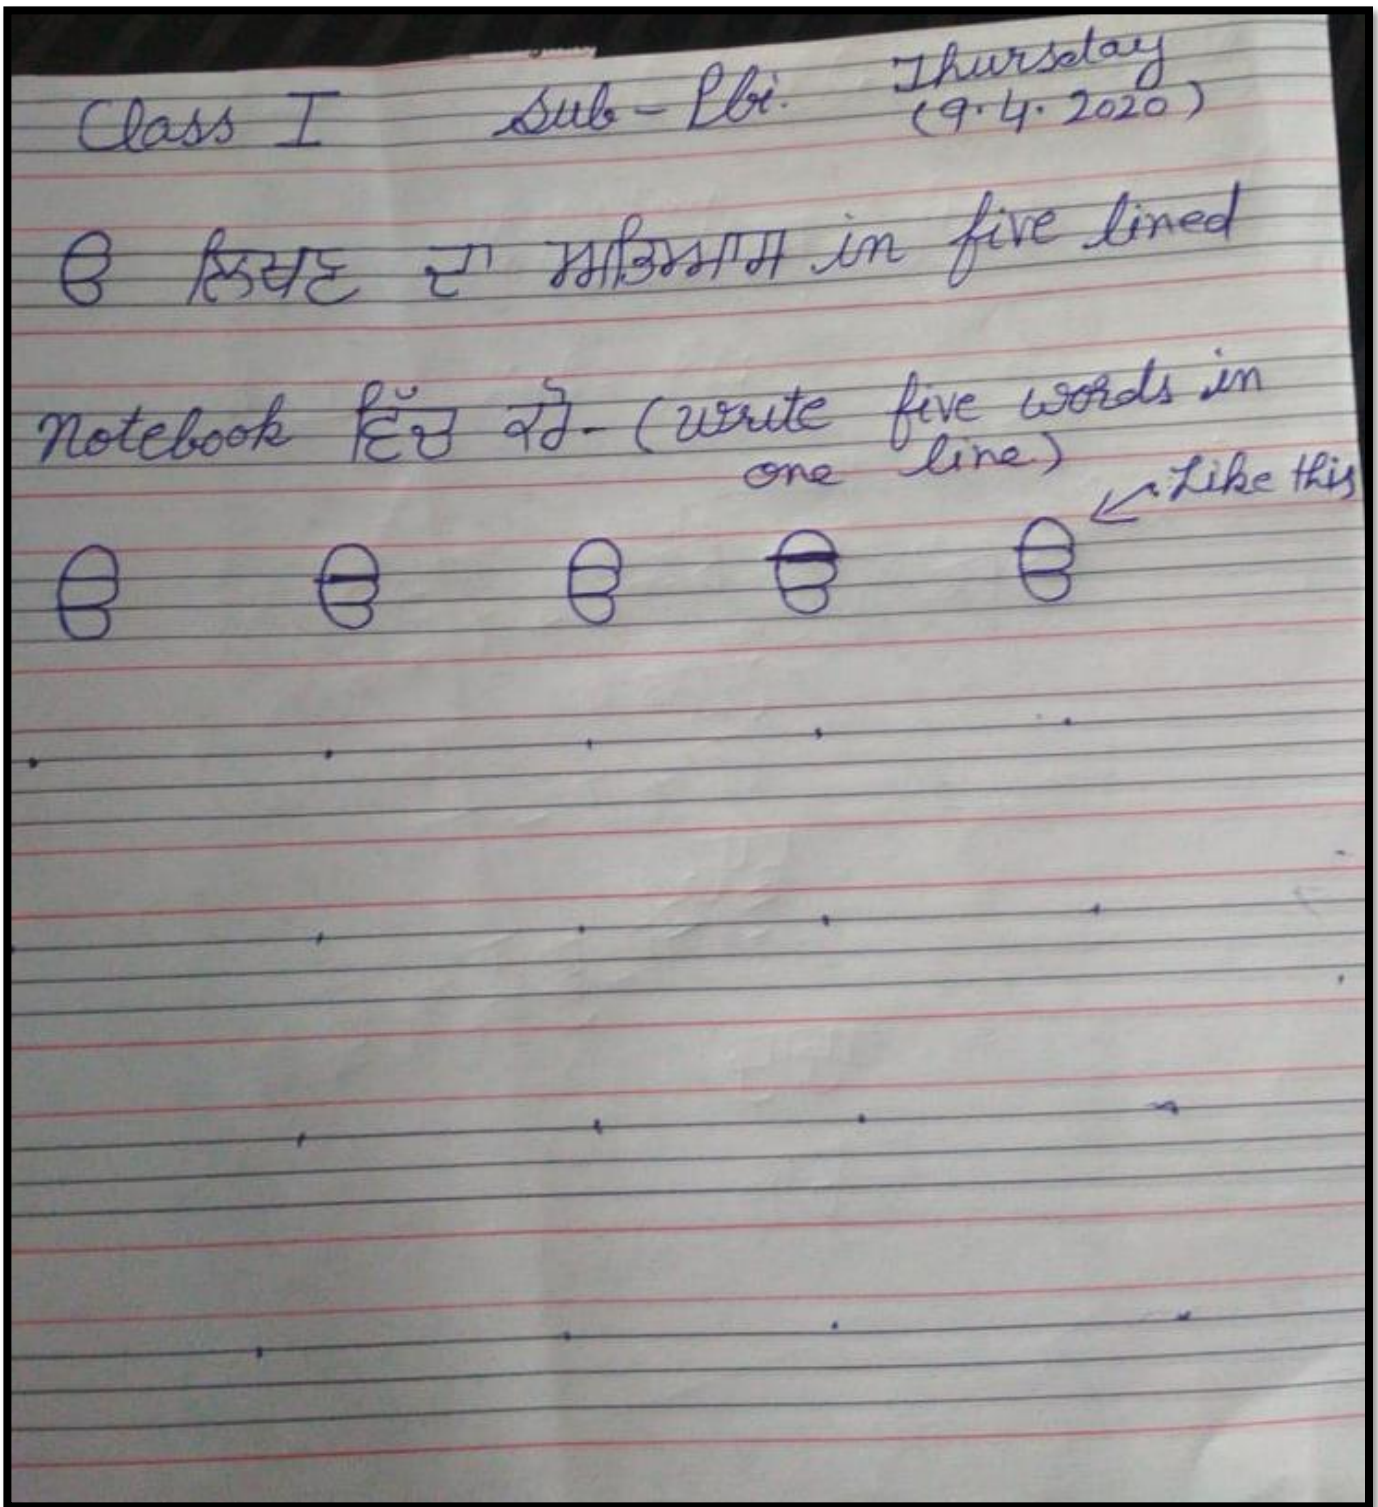 Class I Sub-Pbi. Thursday
(9.4.2020)
ੳ ਲਿਖਣ ਦਾ ਅਭਿਆਸ in five lined
Notebook ਵਿੱਚ ਕਰੋ- (write five words in
one line)
Like this
ੳ ੳ ੳ ੳ ੳ